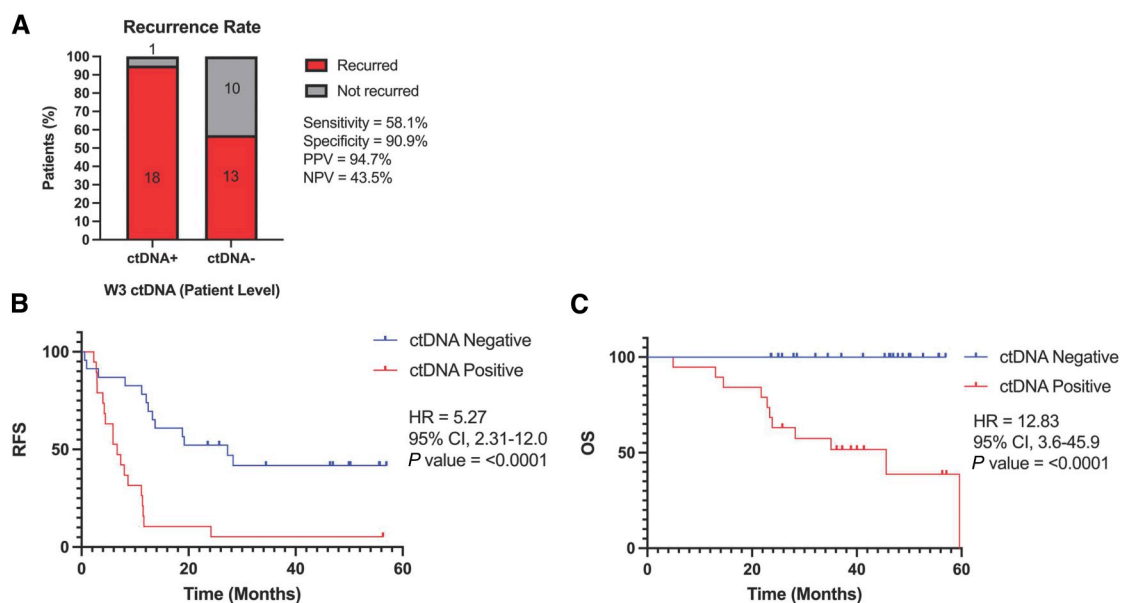 A
Recurrence Rate
1
100
90
80
70
60
50
40
30
20
10
0
Patients (%)
10
18
13
ctDNA+ ctDNA-
W3 ctDNA (Patient Level)
Recurred
Not recurred
Sensitivity = 58.1%
Specificity = 90.9%
PPV = 94.7%
NPV = 43.5%
B
100
50
0
RFS
0 20 40 60
Time (Months)
ctDNA Negative
ctDNA Positive
HR = 5.27
95% CI, 2.31-12.0
P value = <0.0001
C
100
50
0
OS
0 20 40 60
Time (Months)
ctDNA Negative
ctDNA Positive
HR = 12.83
95% CI, 3.6-45.9
P value = <0.0001